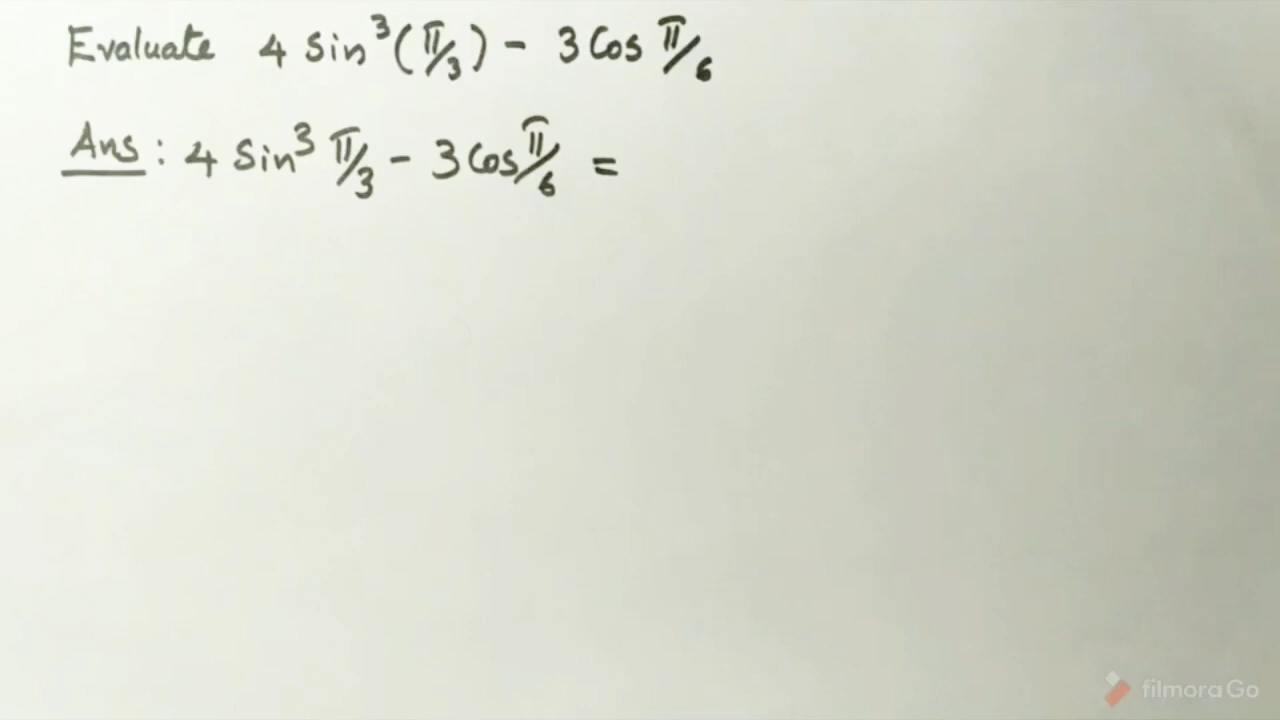 Evaluate 4 Sin³(π/3) - 3 Cos π/6
Ans : 4 Sin³ π/3 - 3 Cos π/6 =
filmoraGo